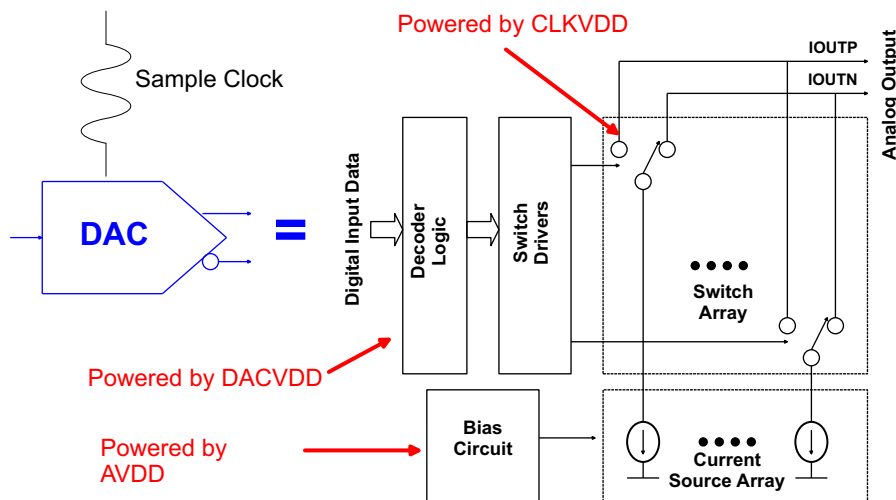 Powered by CLKVDD
IOUTP
IOUTN
Analog Output
Sample Clock
DAC
=
Digital Input Data
Decoder
Logic
Switch
Drivers
Switch
Array
Powered by DACVDD
Powered by
AVDD
Bias
Circuit
Current
Source Array